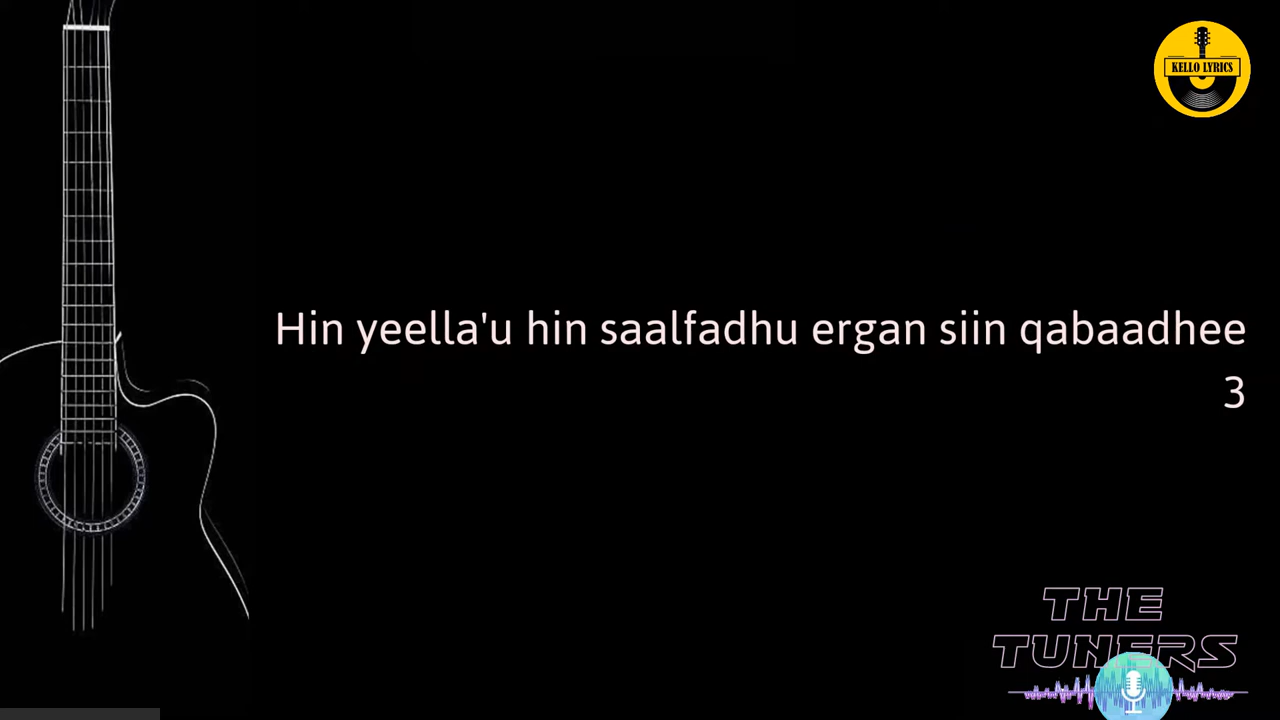 KELLO LYRICS
Hin yeella'u hin saalfadhu ergan siin qabaadhee
3
THE
TUNERS